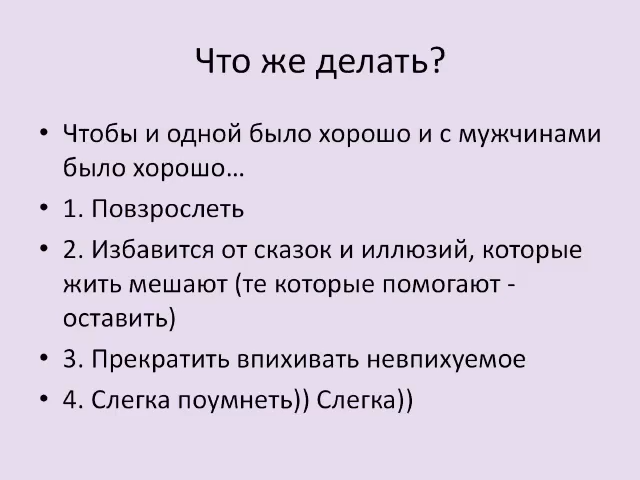 Что же делать?
• Чтобы и одной было хорошо и с мужчинами
было хорошо…
• 1. Повзрослеть
• 2. Избавится от сказок и иллюзий, которые
жить мешают (те которые помогают -
оставить)
• 3. Прекратить впихивать невпихуемое
• 4. Слегка поумнеть)) Слегка))